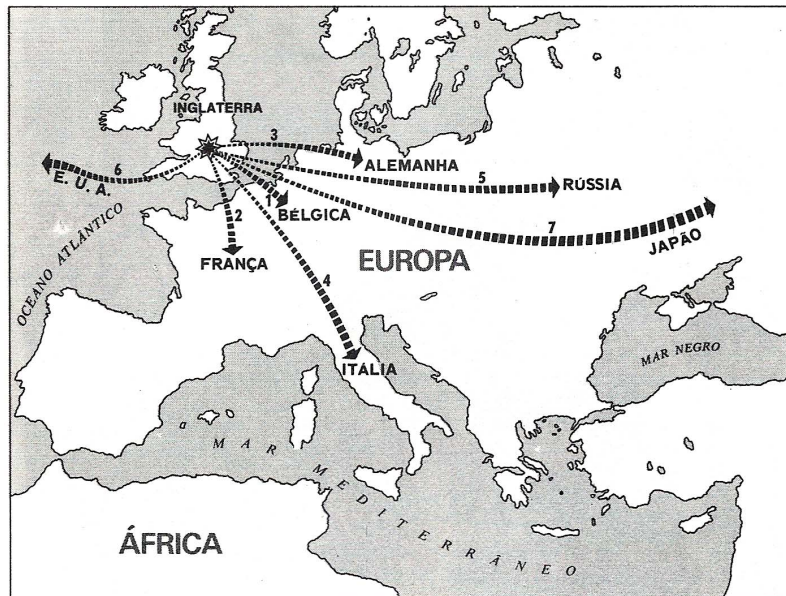 INGLATERRA
3
ALEMANHA
6
E. U. A.
5
RÚSSIA
1
BÉLGICA
2
FRANÇA
7
JAPÃO
EUROPA
4
ITÁLIA
OCEANO ATLÂNTICO
MAR NEGRO
MAR MEDITERRÂNEO
ÁFRICA